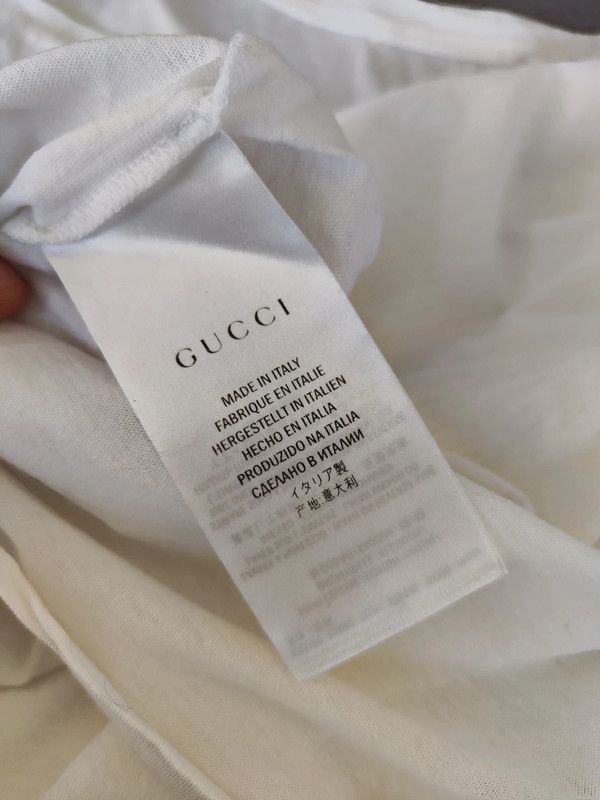 GUCCI
MADE IN ITALY
FABRIQUE EN ITALIE
HERGESTELLT IN ITALIEN
HECHO EN ITALIA
PRODUZIDO NA ITALIA
СДЕЛАНО В ИТАЛИИ
イタリア製
产地:意大利